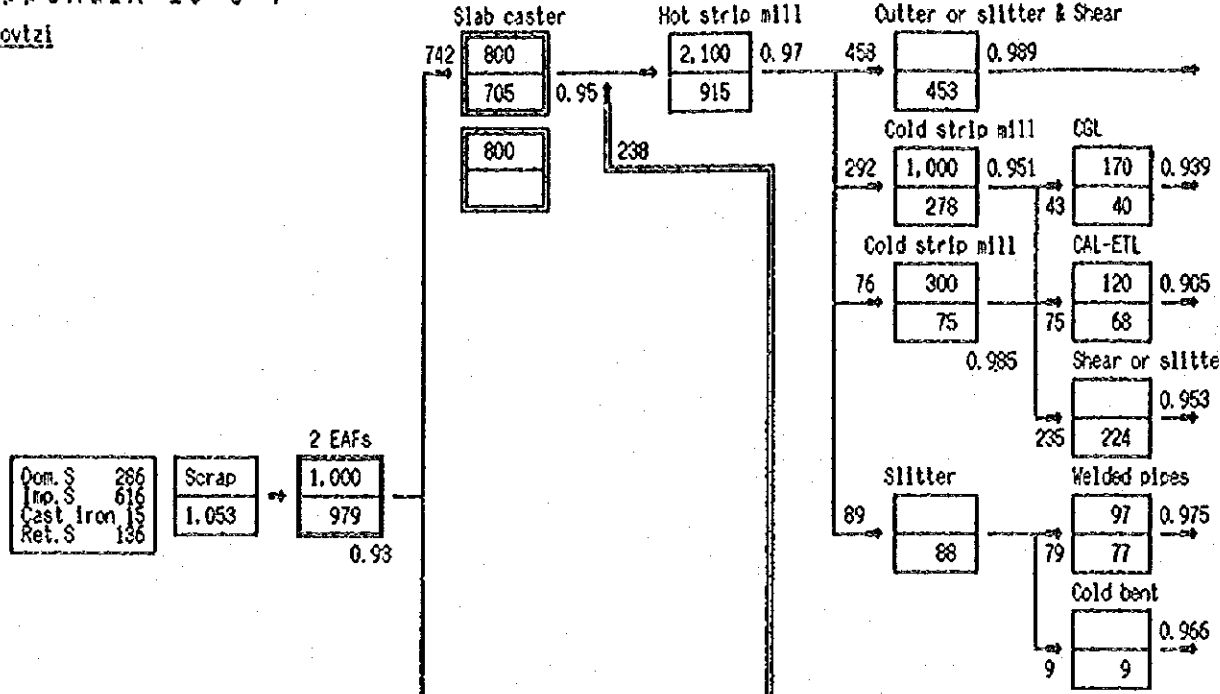 ovtzi
Slab caster
Hot strip mill
Cutter or slitter & Shear
742
800
705
0.95
2,100
915
0.97
458
453
0.989
800
238
Cold strip mill
CGL
292
1,000
278
0.951
43
170
40
0.939
Cold strip mill
CAL-ETL
76
300
75
0.985
75
120
68
0.905
Shear or slitte
235
224
0.953
2 EAFs
Dom. S 286
Imp. S 616
Cast iron 15
Ret. S 136
Scrap
1.053
1.000
979
0.93
Slitter
Welded pipes
89
88
79
97
77
0.975
Cold bent
9
9
0.966